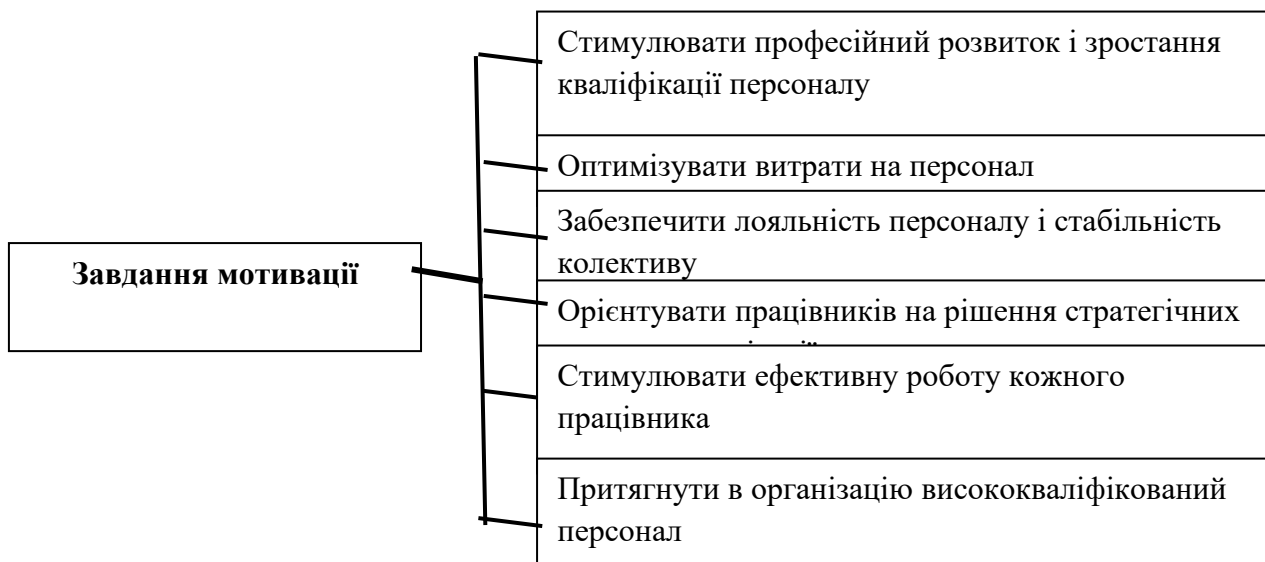 Стимулювати професійний розвиток і зростання
кваліфікації персоналу
Оптимізувати витрати на персонал
Забезпечити лояльність персоналу і стабільність
колективу
Завдання мотивації
Орієнтувати працівників на рішення стратегічних
Стимулювати ефективну роботу кожного
працівника
Притягнути в організацію висококваліфікований
персонал